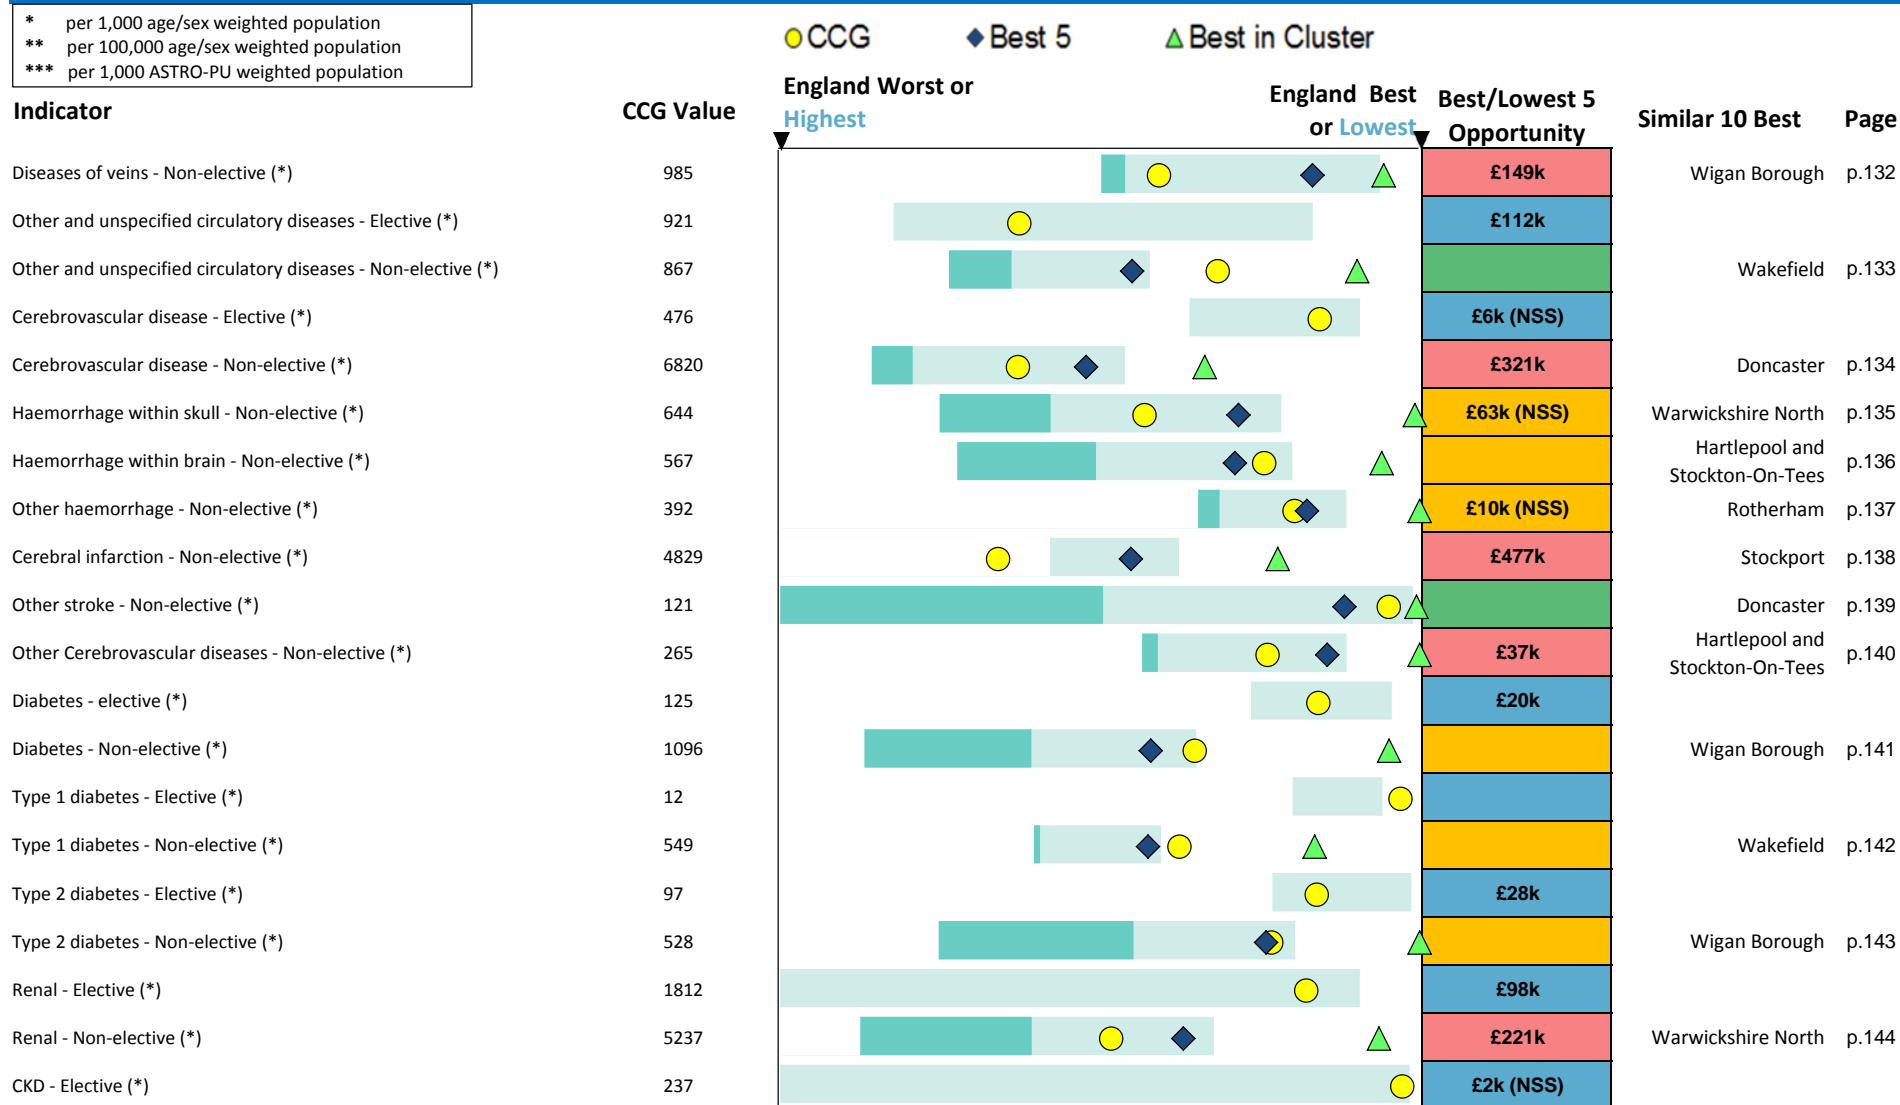 * per 1,000 age/sex weighted population
** per 100,000 age/sex weighted population
*** per 1,000 ASTRO-PU weighted population
CCG Best 5 Best in Cluster
Indicator CCG Value England Worst or Highest England Best or Lowest Best/Lowest 5 Opportunity Similar 10 Best Page
Diseases of veins - Non-elective (*) 985 £149k Wigan Borough p.132
Other and unspecified circulatory diseases - Elective (*) 921 £112k
Other and unspecified circulatory diseases - Non-elective (*) 867 Wakefield p.133
Cerebrovascular disease - Elective (*) 476 £6k (NSS)
Cerebrovascular disease - Non-elective (*) 6820 £321k Doncaster p.134
Haemorrhage within skull - Non-elective (*) 644 £63k (NSS) Warwickshire North p.135
Haemorrhage within brain - Non-elective (*) 567 Hartlepool and Stockton-On-Tees p.136
Other haemorrhage - Non-elective (*) 392 £10k (NSS) Rotherham p.137
Cerebral infarction - Non-elective (*) 4829 £477k Stockport p.138
Other stroke - Non-elective (*) 121 Doncaster p.139
Other Cerebrovascular diseases - Non-elective (*) 265 £37k Hartlepool and Stockton-On-Tees p.140
Diabetes - elective (*) 125 £20k
Diabetes - Non-elective (*) 1096 Wigan Borough p.141
Type 1 diabetes - Elective (*) 12
Type 1 diabetes - Non-elective (*) 549 Wakefield p.142
Type 2 diabetes - Elective (*) 97 £28k
Type 2 diabetes - Non-elective (*) 528 Wigan Borough p.143
Renal - Elective (*) 1812 £98k
Renal - Non-elective (*) 5237 £221k Warwickshire North p.144
CKD - Elective (*) 237 £2k (NSS)